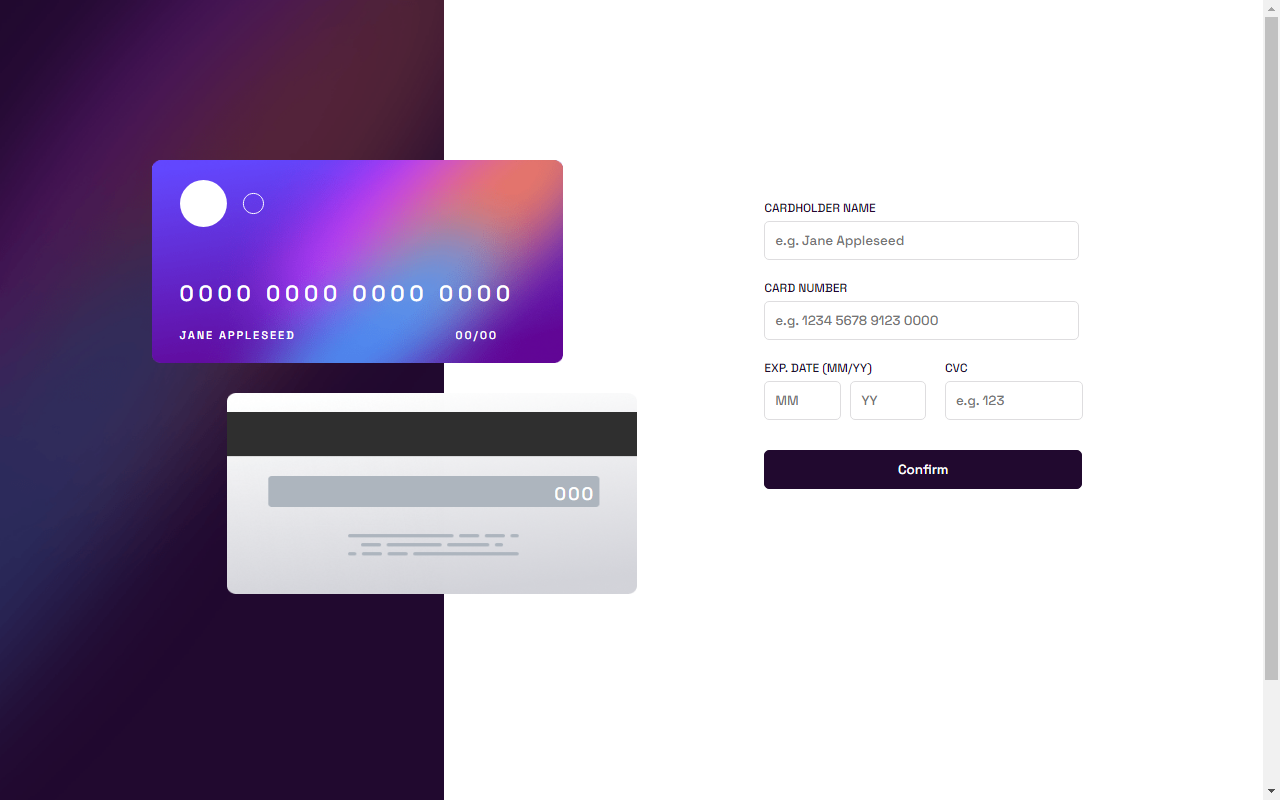 0000 0000 0000 0000
JANE APPLESEED 00/00
000
CARDHOLDER NAME
e.g. Jane Appleseed
CARD NUMBER
e.g. 1234 5678 9123 0000
EXP. DATE (MM/YY) CVC
MM YY e.g. 123
Confirm